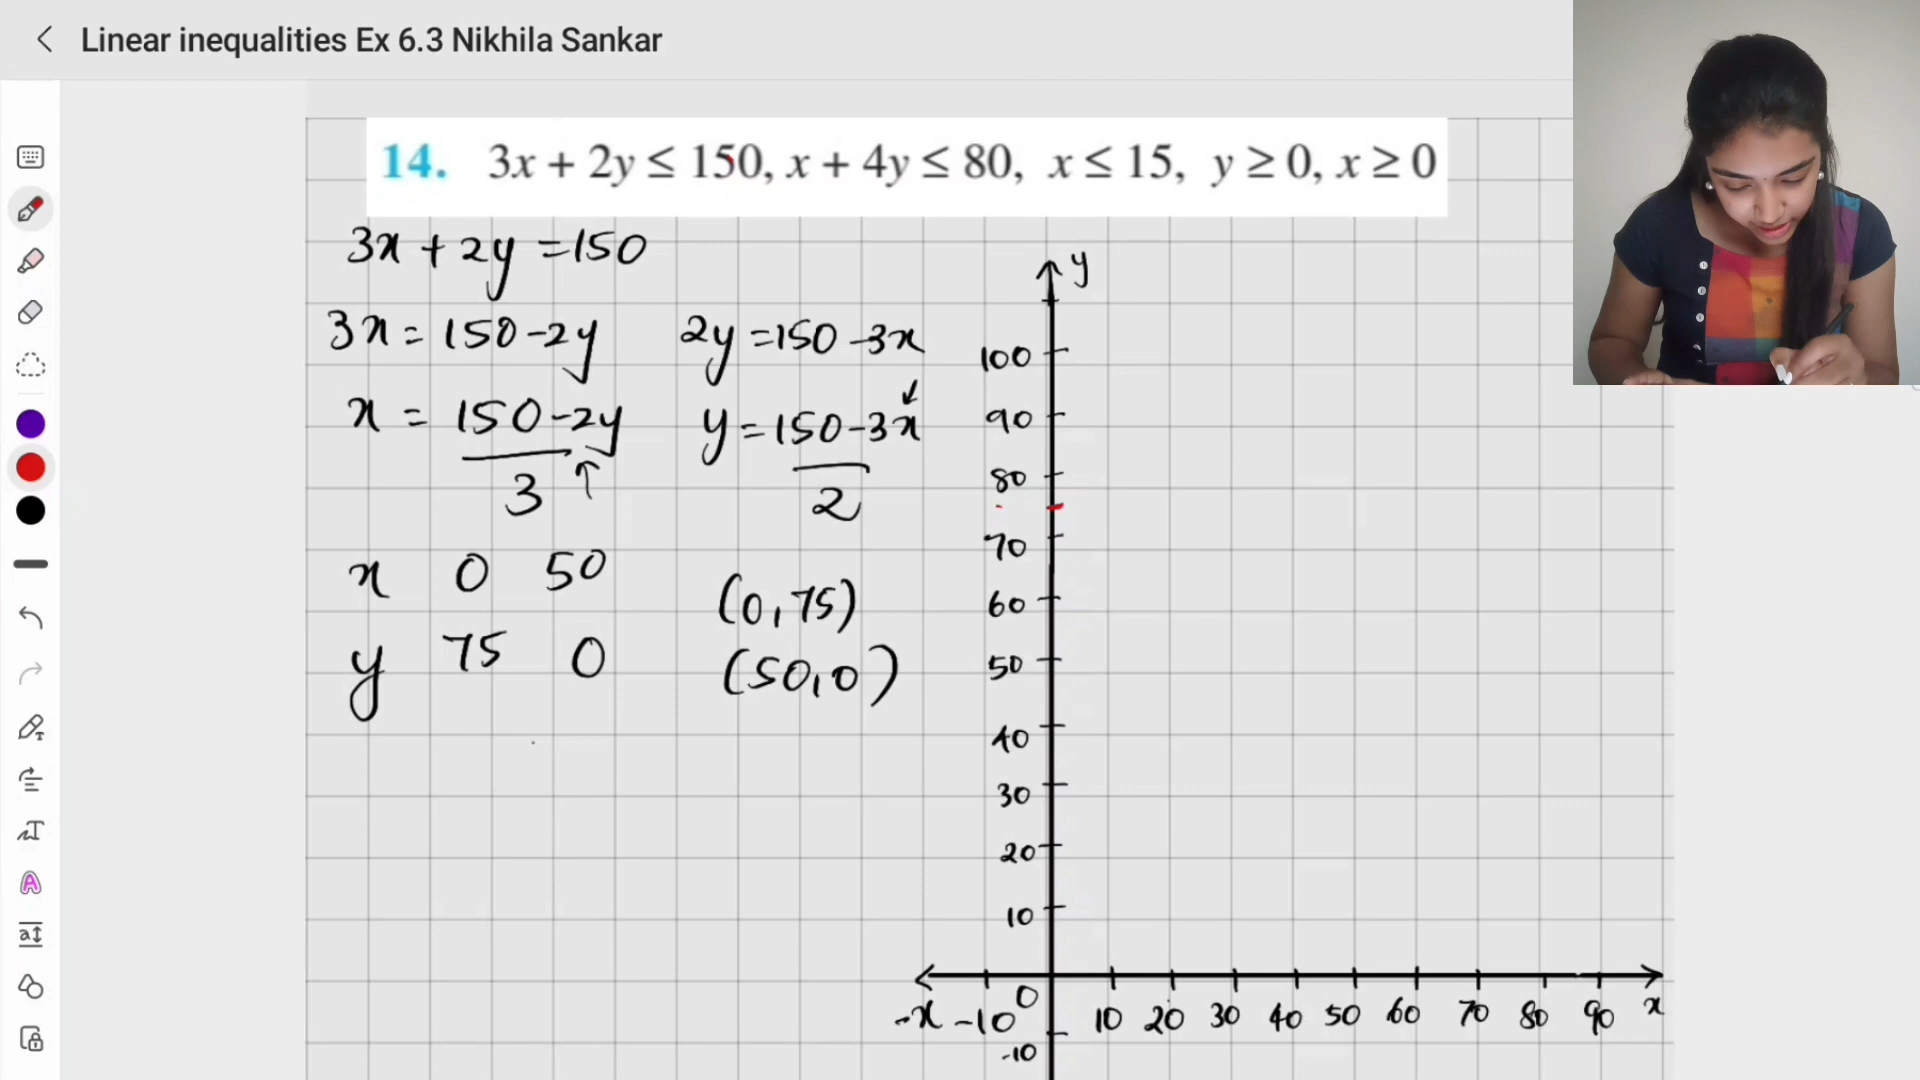 Linear inequalities Ex 6.3 Nikhila Sankar
14. 3x + 2y ≤ 150, x + 4y ≤ 80, x ≤ 15, y ≥ 0, x ≥ 0
3x + 2y = 150
3x = 150 - 2y
2y = 150 - 3x
x = 150 - 2y
3
y = 150 - 3x
2
x 0 50
y 75 0
(0, 75)
(50, 0)
y
100
90
80
70
60
50
40
30
20
10
0
-x -10 10 20 30 40 50 60 70 80 90 x
-10